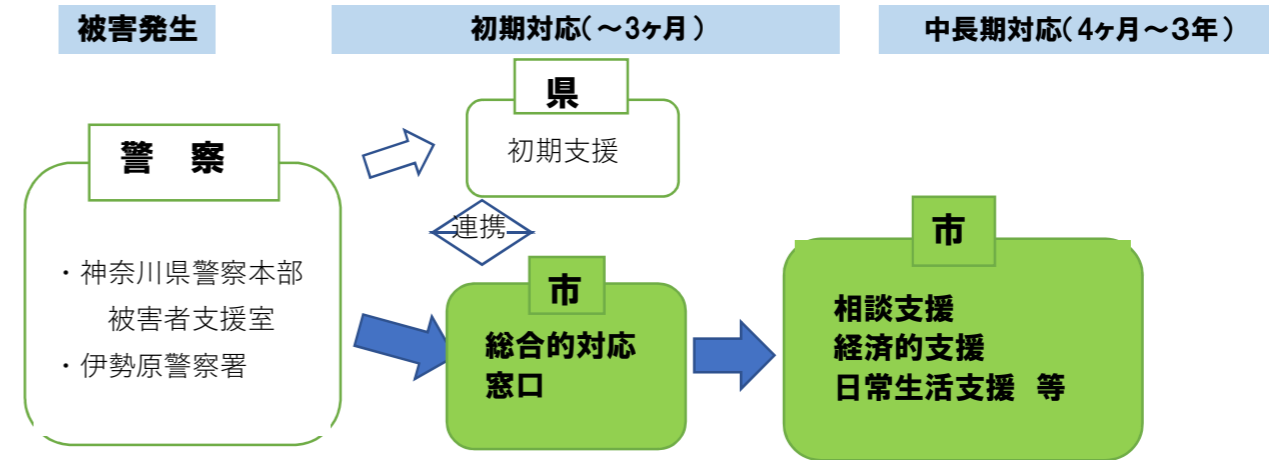 被害発生
初期対応(～3ヶ月)
中長期対応(4ヶ月～3年)
警 察
・神奈川県警察本部
被害者支援室
・伊勢原警察署
県
初期支援
連携
市
総合的対応
窓口
市
相談支援
経済的支援
日常生活支援 等